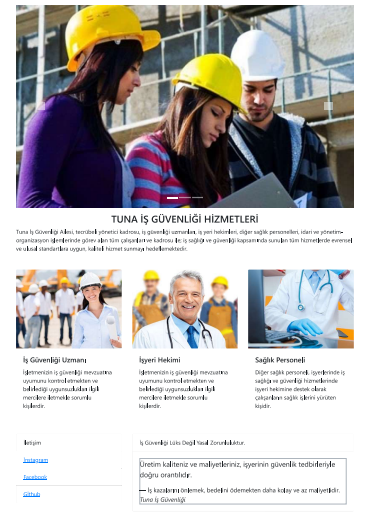 TUNA İŞ GÜVENLİĞİ HİZMETLERİ
Tuna İş Güvenliği Ailesi, tecrübeli yönetici kadrosu, iş güvenliği uzmanları, iş yeri hekimleri, diğer sağlık personelleri, idari ve yönetim-
organizasyon işlemlerinde görev alan tüm çalışanları ve kadrosu ile; iş sağlığı ve güvenliği kapsamında sunulan tüm hizmetlerde evrensel
ve ulusal standartlara uygun, kaliteli hizmet sunmayı hedeflemektedir.
İş Güvenliği Uzmanı
İşletmenizin iş güvenliği mevzuatına
uyumunu kontrol etmekten ve
belirlediği uygunsuzlukları ilgili
mercilere iletmekle sorumlu
kişilerdir.
İşyeri Hekimi
İşletmenizin iş güvenliği mevzuatına
uyumunu kontrol etmekten ve
belirlediği uygunsuzlukları ilgili
mercilere iletmekle sorumlu
kişilerdir.
Sağlık Personeli
Diğer sağlık personeli, işyerlerinde iş
sağlığı ve güvenliği hizmetlerinde
işyeri hekimine destek olarak
çalışanların sağlık işlerini yürüten
kişidir.
İletişim
Instagram
Facebook
Github
İş Güvenliği Lüks Değil Yasal Zorunluluktur.
Üretim kaliteniz ve maliyetleriniz, işyerinin güvenlik tedbirleriyle
doğru orantılıdır.
— İş kazalarını önlemek, bedelini ödemekten daha kolay ve az maliyetlidir.
Tuna İş Güvenliği